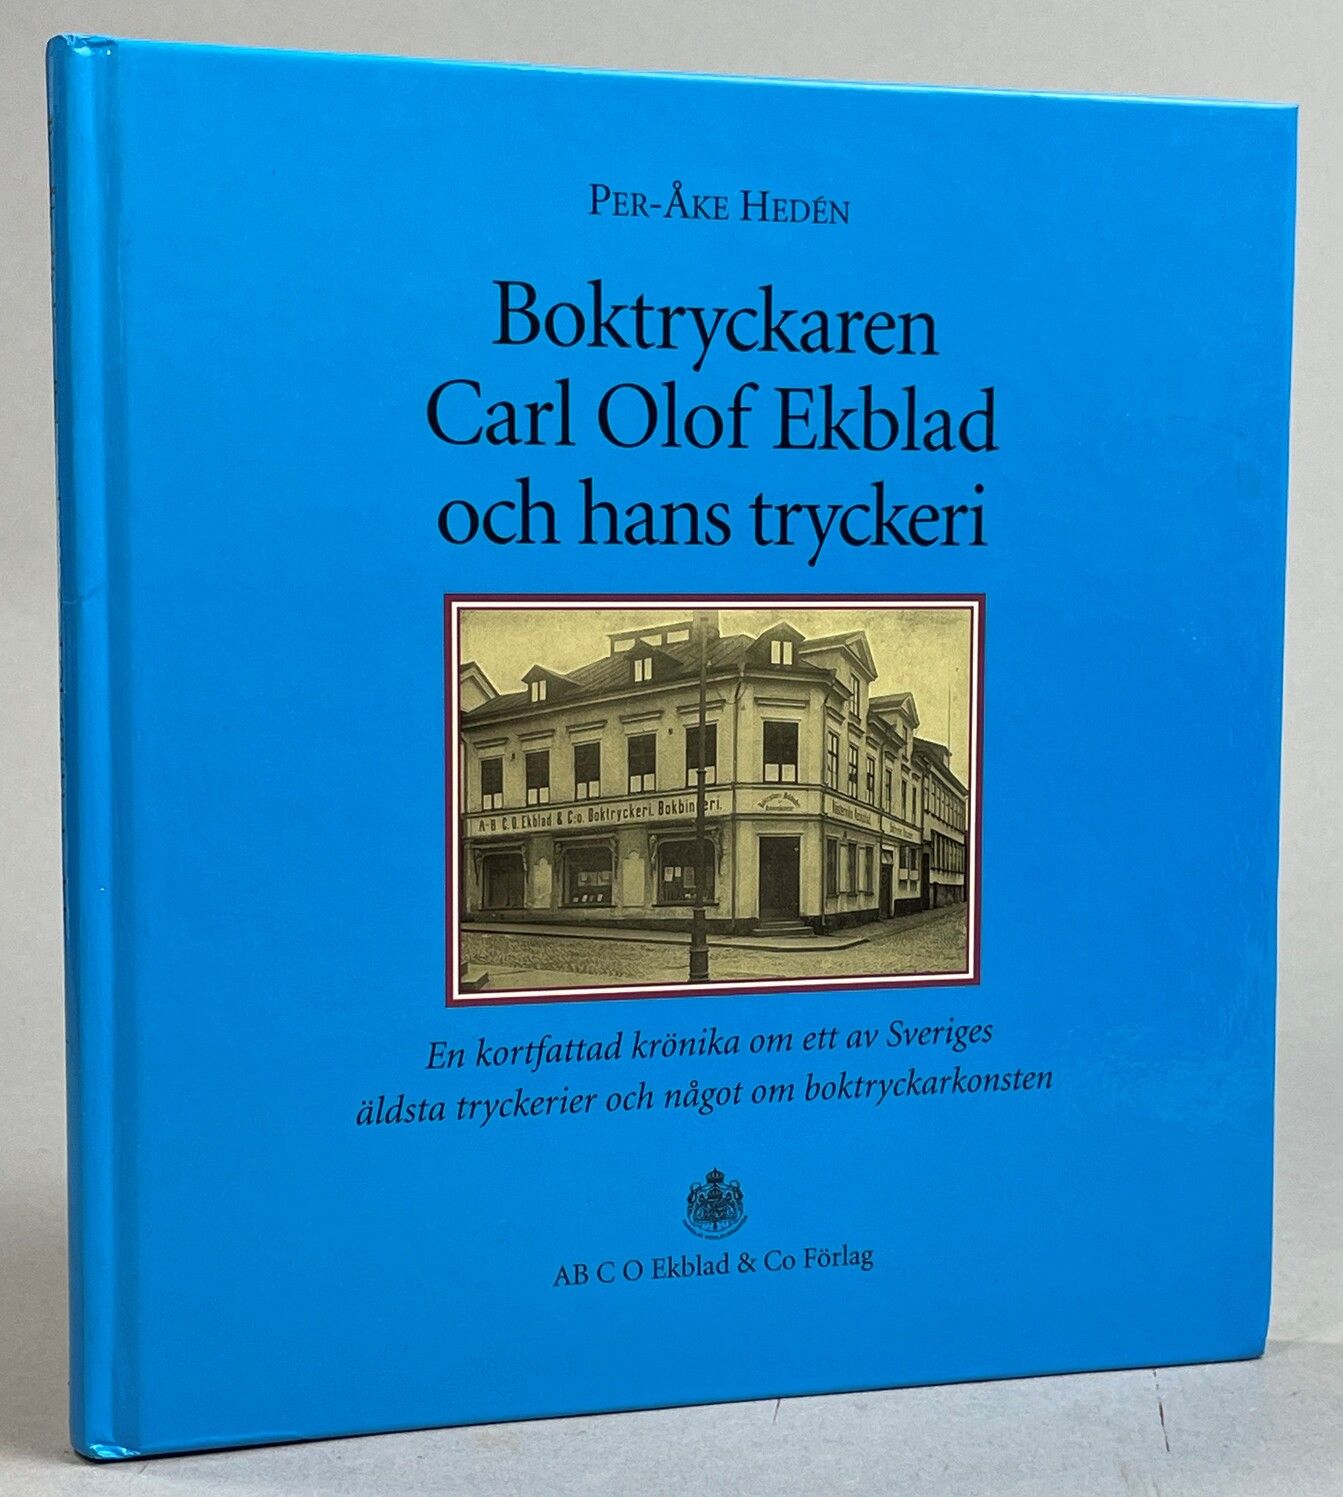 PER-ÅKE HEDÉN
Boktryckaren
Carl Olof Ekblad
och hans tryckeri
A-B C. O. Ekblad & C:o. Boktryckeri. Bokbinderi.
En kortfattad krönika om ett av Sveriges
äldsta tryckerier och något om boktryckarkonsten
AB C O Ekblad & Co Förlag